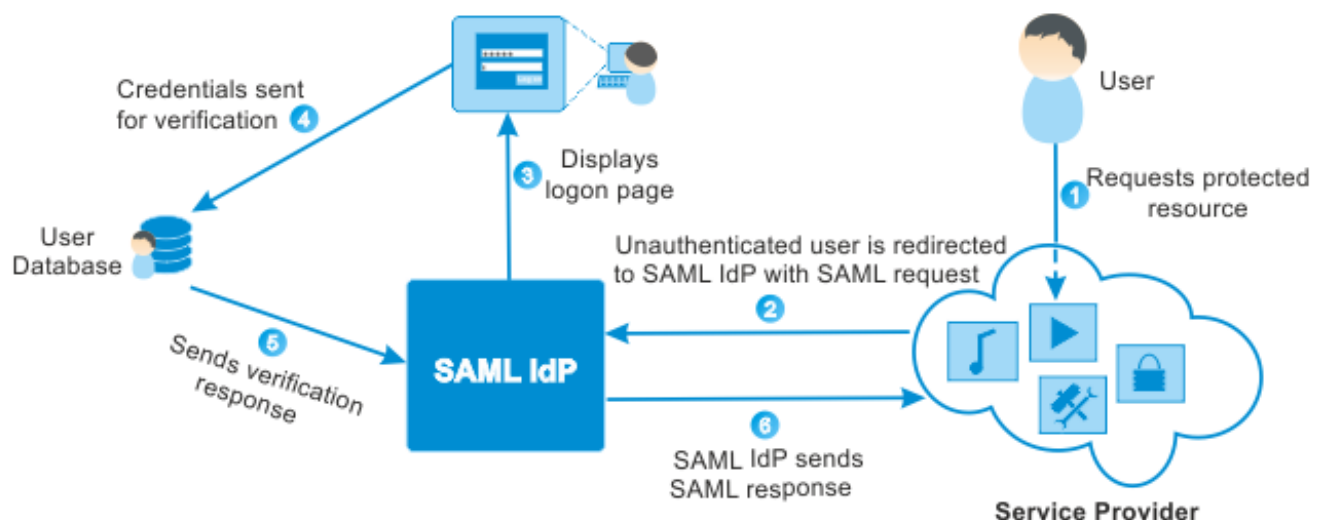 Credentials sent
for verification 4
User
3 Displays
logon page
1 Requests protected
resource
User
Database
Unauthenticated user is redirected
to SAML IdP with SAML request
2
5
Sends verification
response
SAML IdP
6
SAML IdP sends
SAML response
Service Provider